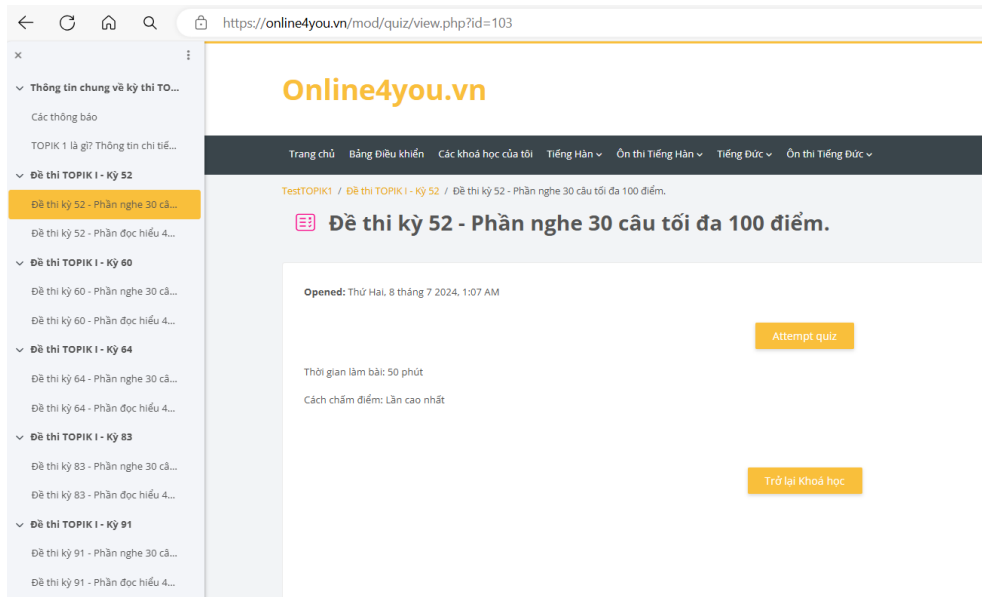 https://online4you.vn/mod/quiz/view.php?id=103
Thông tin chung về kỳ thi TO...
Các thông báo
TOPIK 1 là gì? Thông tin chi tiế...
Đề thi TOPIK I - Kỳ 52
Đề thi kỳ 52 - Phần nghe 30 câ...
Đề thi kỳ 52 - Phần đọc hiểu 4...
Đề thi TOPIK I - Kỳ 60
Đề thi kỳ 60 - Phần nghe 30 câ...
Đề thi kỳ 60 - Phần đọc hiểu 4...
Đề thi TOPIK I - Kỳ 64
Đề thi kỳ 64 - Phần nghe 30 câ...
Đề thi kỳ 64 - Phần đọc hiểu 4...
Đề thi TOPIK I - Kỳ 83
Đề thi kỳ 83 - Phần nghe 30 câ...
Đề thi kỳ 83 - Phần đọc hiểu 4...
Đề thi TOPIK I - Kỳ 91
Đề thi kỳ 91 - Phần nghe 30 câ...
Đề thi kỳ 91 - Phần đọc hiểu 4...
Online4you.vn
Trang chủ Bảng Điều khiển Các khoá học của tôi Tiếng Hàn Ôn thi Tiếng Hàn Tiếng Đức Ôn thi Tiếng Đức
TestTOPIK1 / Đề thi TOPIK I - Kỳ 52 / Đề thi kỳ 52 - Phần nghe 30 câu tối đa 100 điểm.
Đề thi kỳ 52 - Phần nghe 30 câu tối đa 100 điểm.
Opened: Thứ Hai, 8 tháng 7 2024, 1:07 AM
Attempt quiz
Thời gian làm bài: 50 phút
Cách chấm điểm: Lần cao nhất
Trở lại Khoá học